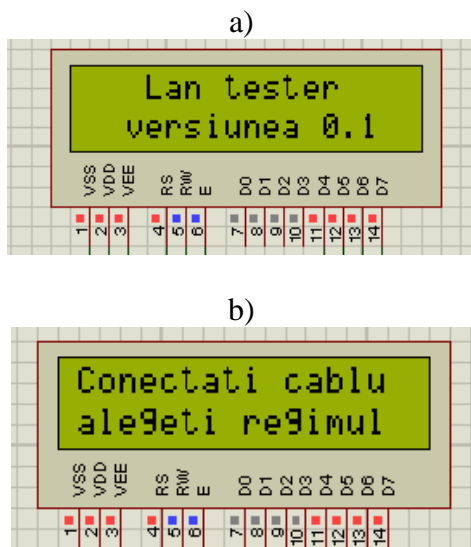 a)
Lan tester
versiunea 0.1
VSS VDD VEE RS RW E D0 D1 D2 D3 D4 D5 D6 D7
1 2 3 4 5 6 7 8 9 10 11 12 13 14
b)
Conectati cablu
alegeti regimul
VSS VDD VEE RS RW E D0 D1 D2 D3 D4 D5 D6 D7
1 2 3 4 5 6 7 8 9 10 11 12 13 14